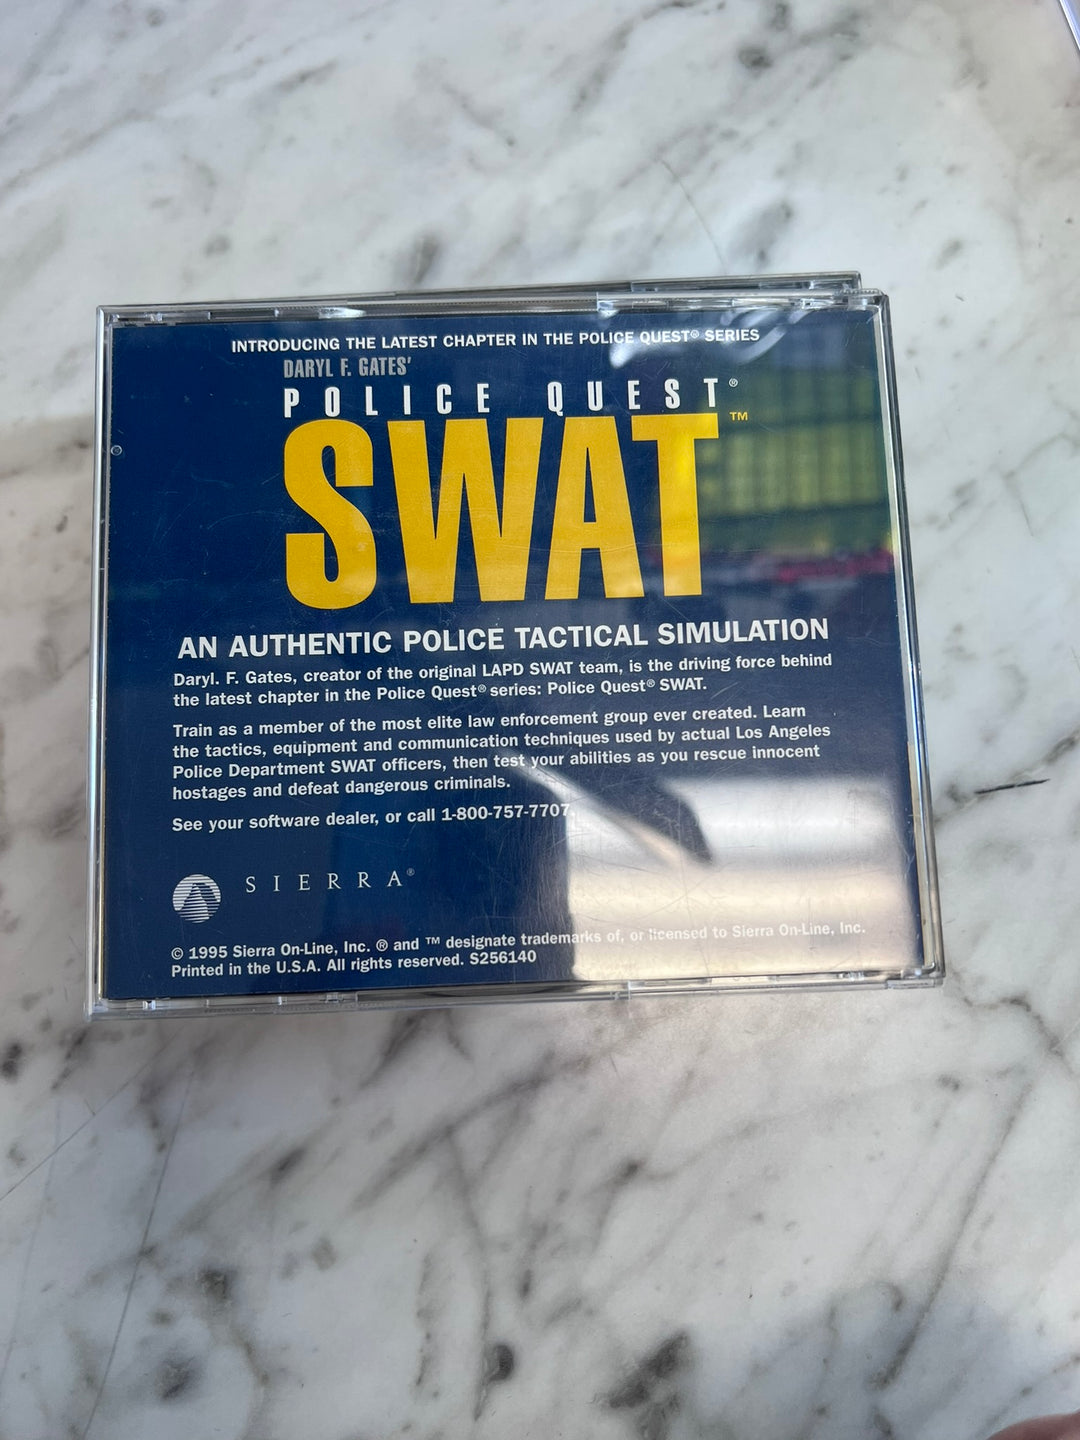 INTRODUCING THE LATEST CHAPTER IN THE POLICE QUEST® SERIES
DARYL F. GATES'
POLICE QUEST®
SWAT™
AN AUTHENTIC POLICE TACTICAL SIMULATION
Daryl. F. Gates, creator of the original LAPD SWAT team, is the driving force behind
the latest chapter in the Police Quest® series: Police Quest® SWAT.
Train as a member of the most elite law enforcement group ever created. Learn
the tactics, equipment and communication techniques used by actual Los Angeles
Police Department SWAT officers, then test your abilities as you rescue innocent
hostages and defeat dangerous criminals.
See your software dealer, or call 1-800-757-7707.
SIERRA®
© 1995 Sierra On-Line, Inc. ® and ™ designate trademarks of, or licensed to Sierra On-Line, Inc.
Printed in the U.S.A. All rights reserved. S256140